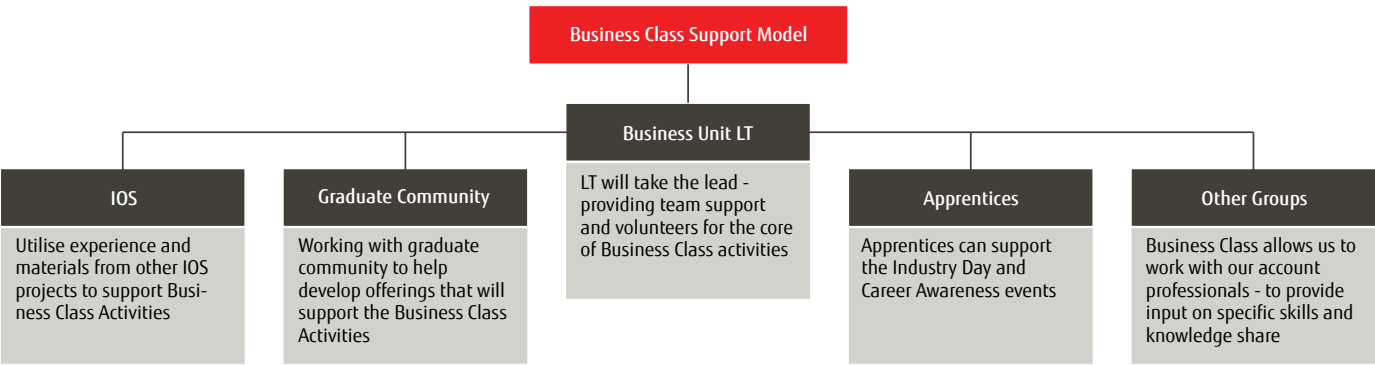 Business Class Support Model
Business Unit LT
LT will take the lead -
providing team support
and volunteers for the core
of Business Class activities
IOS
Utilise experience and
materials from other IOS
projects to support Busi-
ness Class Activities
Graduate Community
Working with graduate
community to help
develop offerings that will
support the Business Class
Activities
Apprentices
Apprentices can support
the Industry Day and
Career Awareness events
Other Groups
Business Class allows us to
work with our account
professionals - to provide
input on specific skills and
knowledge share